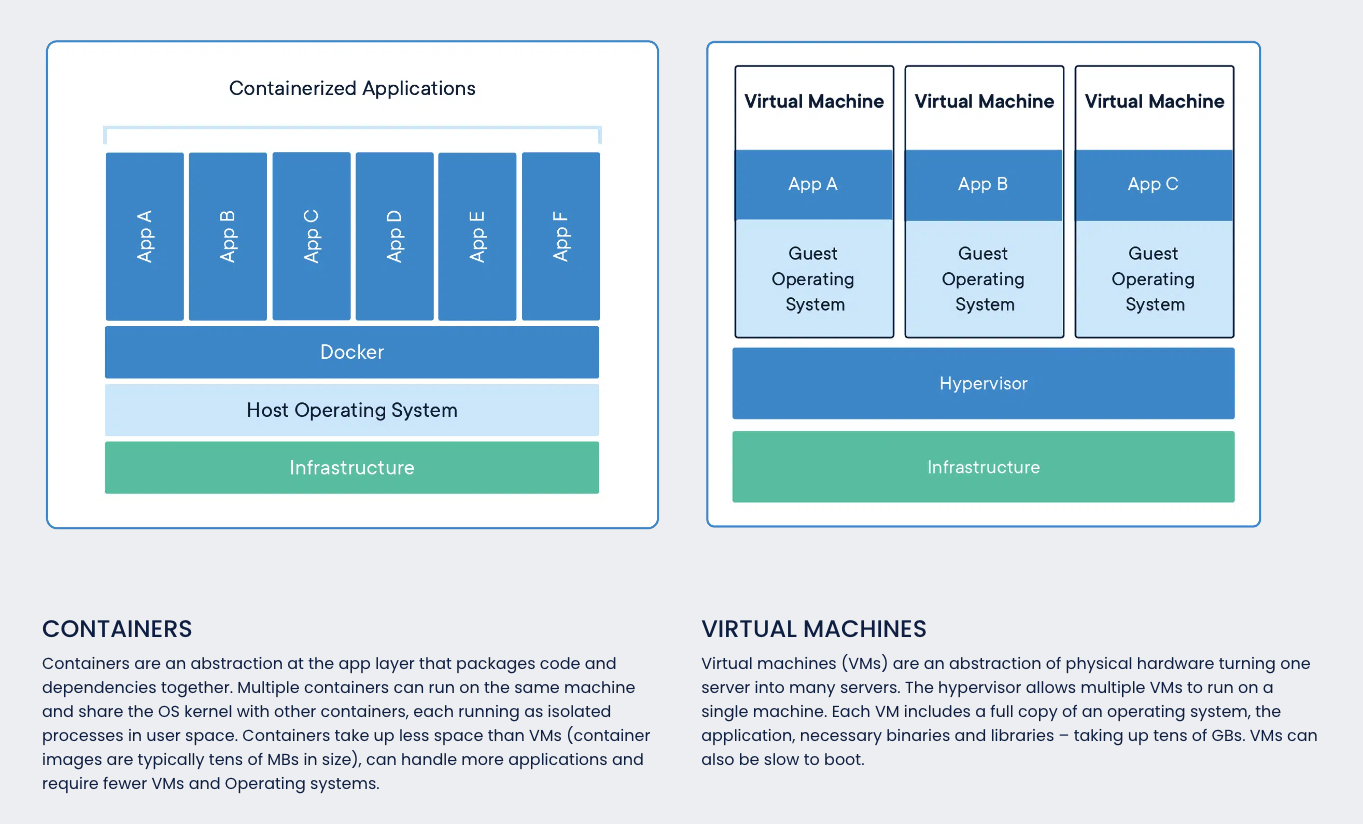 Containerized Applications
App A
App B
App C
App D
App E
App F
Docker
Host Operating System
Infrastructure
Virtual Machine
App A
Guest
Operating
System
Virtual Machine
App B
Guest
Operating
System
Virtual Machine
App C
Guest
Operating
System
Hypervisor
Infrastructure
CONTAINERS
Containers are an abstraction at the app layer that packages code and
dependencies together. Multiple containers can run on the same machine
and share the OS kernel with other containers, each running as isolated
processes in user space. Containers take up less space than VMs (container
images are typically tens of MBs in size), can handle more applications and
require fewer VMs and Operating systems.
VIRTUAL MACHINES
Virtual machines (VMs) are an abstraction of physical hardware turning one
server into many servers. The hypervisor allows multiple VMs to run on a
single machine. Each VM includes a full copy of an operating system, the
application, necessary binaries and libraries – taking up tens of GBs. VMs can
also be slow to boot.